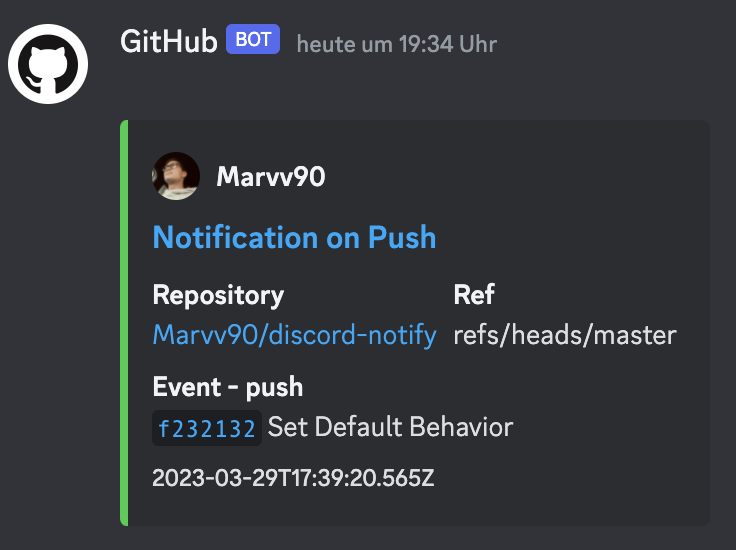 GitHub BOT heute um 19:34 Uhr
Marvv90
Notification on Push
Repository Ref
Marvv90/discord-notify refs/heads/master
Event - push
f232132 Set Default Behavior
2023-03-29T17:39:20.565Z